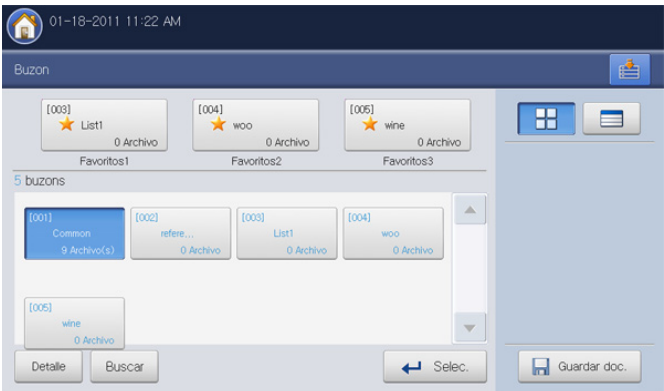 01-18-2011 11:22 AM
Buzon
[003] [004] [005]
List1 woo wine
0 Archivo 0 Archivo 0 Archivo
Favoritos1 Favoritos2 Favoritos3
5 buzons
[001] [002] [003] [004]
Common refere... List1 woo
9 Archivo(s) 0 Archivo 0 Archivo 0 Archivo
[005]
wine
0 Archivo
Detalle Buscar Selec. Guardar doc.